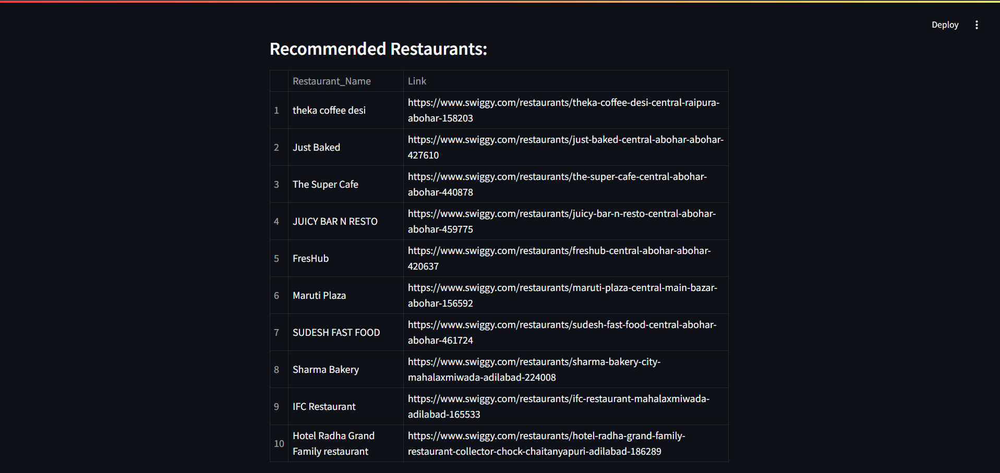 Deploy
Recommended Restaurants:
Restaurant_Name Link
1 theka coffee desi https://www.swiggy.com/restaurants/theka-coffee-desi-central-raipura-
abohar-158203
2 Just Baked https://www.swiggy.com/restaurants/just-baked-central-abohar-abohar-
427610
3 The Super Cafe https://www.swiggy.com/restaurants/the-super-cafe-central-abohar-
abohar-440878
4 JUICY BAR N RESTO https://www.swiggy.com/restaurants/juicy-bar-n-resto-central-abohar-
abohar-459775
5 FresHub https://www.swiggy.com/restaurants/freshub-central-abohar-abohar-
420637
6 Maruti Plaza https://www.swiggy.com/restaurants/maruti-plaza-central-main-bazar-
abohar-156592
7 SUDESH FAST FOOD https://www.swiggy.com/restaurants/sudesh-fast-food-central-abohar-
abohar-461724
8 Sharma Bakery https://www.swiggy.com/restaurants/sharma-bakery-city-
mahalaxmiwada-adilabad-224008
9 IFC Restaurant https://www.swiggy.com/restaurants/ifc-restaurant-mahalaxmiwada-
adilabad-165533
10 Hotel Radha Grand https://www.swiggy.com/restaurants/hotel-radha-grand-family-
Family restaurant restaurant-collector-chock-chaitanyapuri-adilabad-186289